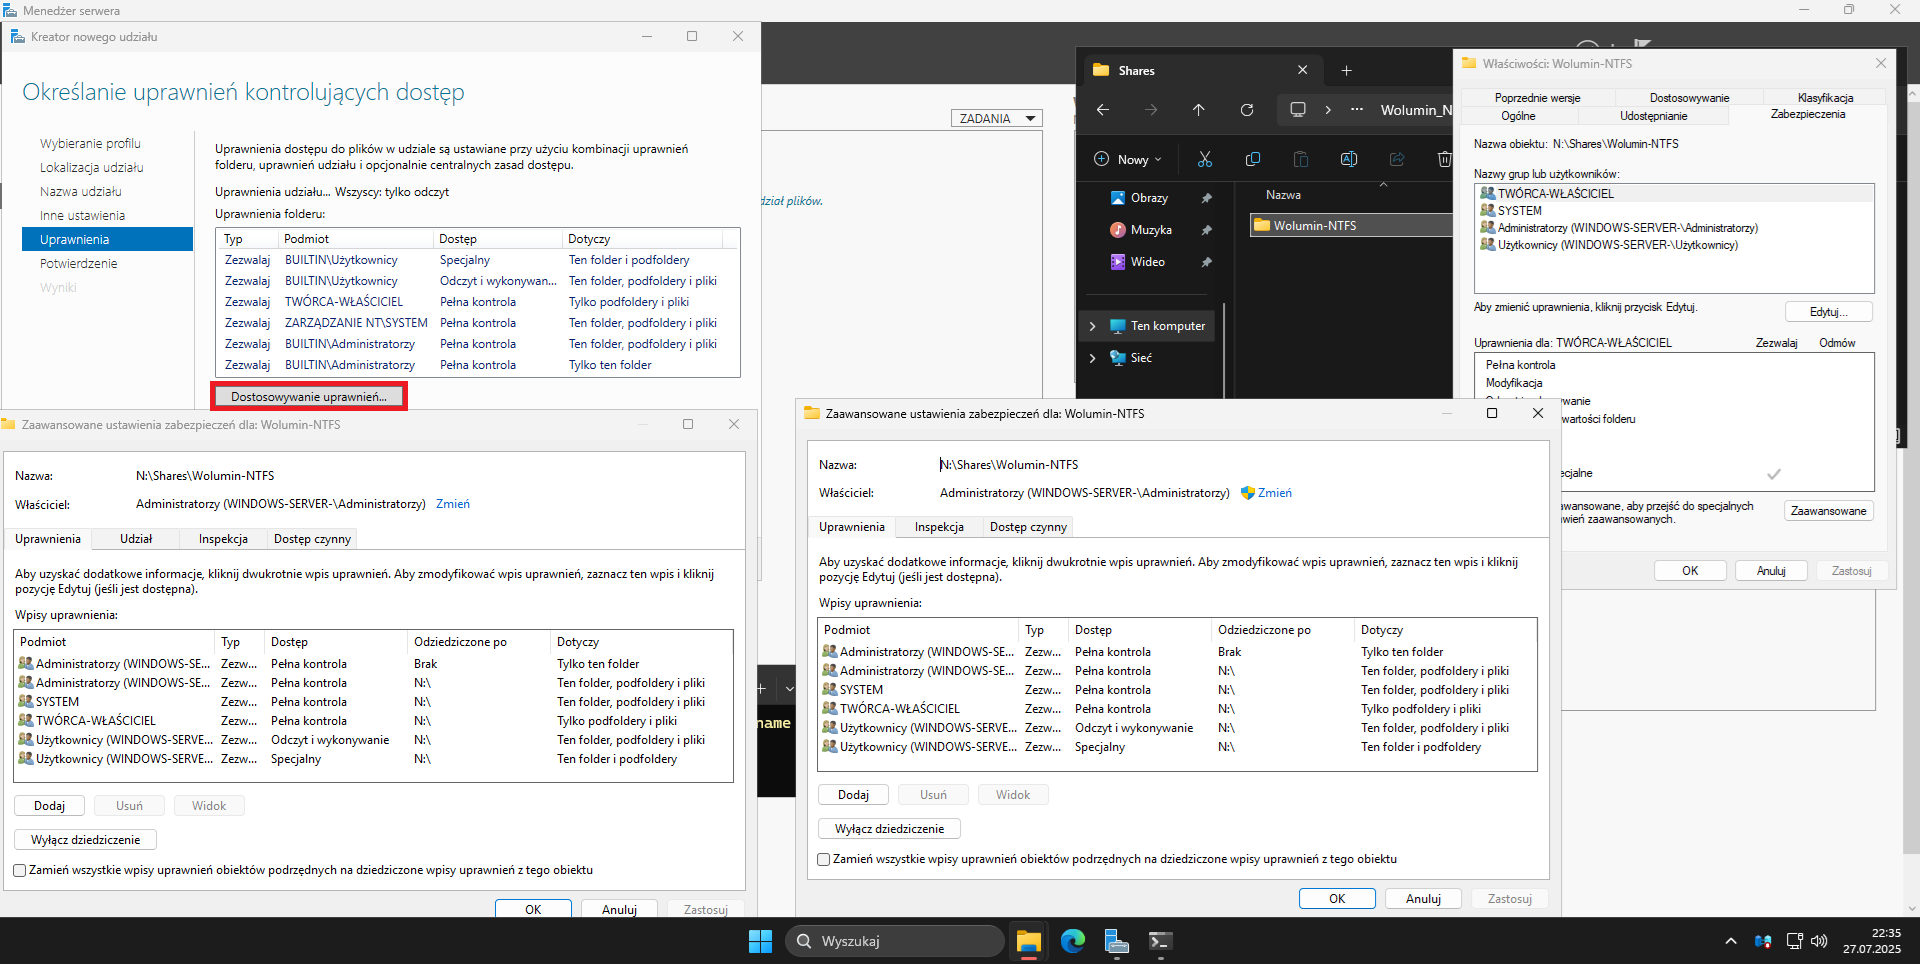 Menedżer serwera
Kreator nowego udziału
Określanie uprawnień kontrolujących dostęp
Wybieranie profilu
Lokalizacja udziału
Nazwa udziału
Inne ustawienia
Uprawnienia
Potwierdzenie
Wyniki
Uprawnienia dostępu do plików w udziale są ustawiane przy użyciu kombinacji uprawnień
folderu, uprawnień udziału i opcjonalnie centralnych zasad dostępu.
Uprawnienia udziału... Wszyscy: tylko odczyt
Uprawnienia folderu:
Typ Podmiot Dostęp Dotyczy
Zezwalaj BUILTIN\Użytkownicy Specjalny Ten folder i podfoldery
Zezwalaj BUILTIN\Użytkownicy Odczyt i wykonywan... Ten folder, podfoldery i pliki
Zezwalaj TWÓRCA-WŁAŚCICIEL Pełna kontrola Tylko podfoldery i pliki
Zezwalaj ZARZĄDZANIE NT\SYSTEM Pełna kontrola Ten folder, podfoldery i pliki
Zezwalaj BUILTIN\Administratorzy Pełna kontrola Ten folder, podfoldery i pliki
Zezwalaj BUILTIN\Administratorzy Pełna kontrola Tylko ten folder
Dostosowywanie uprawnień...
ZADANIA
dział plików.
Shares
Wolumin_N
Nowy
Obrazy
Muzyka
Wideo
Ten komputer
Sieć
Nazwa
Wolumin-NTFS
Właściwości: Wolumin-NTFS
Poprzednie wersje Dostosowywanie Klasyfikacja
Ogólne Udostępnianie Zabezpieczenia
Nazwa obiektu: N:\Shares\Wolumin-NTFS
Nazwy grup lub użytkowników:
TWÓRCA-WŁAŚCICIEL
SYSTEM
Administratorzy (WINDOWS-SERVER-\Administratorzy)
Użytkownicy (WINDOWS-SERVER-\Użytkownicy)
Aby zmienić uprawnienia, kliknij przycisk Edytuj.
Edytuj...
Uprawnienia dla: TWÓRCA-WŁAŚCICIEL Zezwalaj Odmów
Pełna kontrola
Modyfikacja
ywanie
wartości folderu
ecjalne
awansowane, aby przejść do specjalnych
wień zaawansowanych.
Zaawansowane
OK Anuluj Zastosuj
Zaawansowane ustawienia zabezpieczeń dla: Wolumin-NTFS
Nazwa: N:\Shares\Wolumin-NTFS
Właściciel: Administratorzy (WINDOWS-SERVER-\Administratorzy) Zmień
Uprawnienia Udział Inspekcja Dostęp czynny
Aby uzyskać dodatkowe informacje, kliknij dwukrotnie wpis uprawnień. Aby zmodyfikować wpis uprawnień, zaznacz ten wpis i kliknij
pozycję Edytuj (jeśli jest dostępna).
Wpisy uprawnienia:
Podmiot Typ Dostęp Odziedziczone po Dotyczy
Administratorzy (WINDOWS-SE... Zezw... Pełna kontrola Brak Tylko ten folder
Administratorzy (WINDOWS-SE... Zezw... Pełna kontrola N:\ Ten folder, podfoldery i pliki
SYSTEM Zezw... Pełna kontrola N:\ Ten folder, podfoldery i pliki
TWÓRCA-WŁAŚCICIEL Zezw... Pełna kontrola N:\ Tylko podfoldery i pliki
Użytkownicy (WINDOWS-SERVE... Zezw... Odczyt i wykonywanie N:\ Ten folder, podfoldery i pliki
Użytkownicy (WINDOWS-SERVE... Zezw... Specjalny N:\ Ten folder i podfoldery
Dodaj Usuń Widok
Wyłącz dziedziczenie
Zamień wszystkie wpisy uprawnień obiektów podrzędnych na dziedziczone wpisy uprawnień z tego obiektu
OK Anuluj Zastosuj
name
Zaawansowane ustawienia zabezpieczeń dla: Wolumin-NTFS
Nazwa: N:\Shares\Wolumin-NTFS
Właściciel: Administratorzy (WINDOWS-SERVER-\Administratorzy) Zmień
Uprawnienia Inspekcja Dostęp czynny
Aby uzyskać dodatkowe informacje, kliknij dwukrotnie wpis uprawnień. Aby zmodyfikować wpis uprawnień, zaznacz ten wpis i kliknij
pozycję Edytuj (jeśli jest dostępna).
Wpisy uprawnienia:
Podmiot Typ Dostęp Odziedziczone po Dotyczy
Administratorzy (WINDOWS-SE... Zezw... Pełna kontrola Brak Tylko ten folder
Administratorzy (WINDOWS-SE... Zezw... Pełna kontrola N:\ Ten folder, podfoldery i pliki
SYSTEM Zezw... Pełna kontrola N:\ Ten folder, podfoldery i pliki
TWÓRCA-WŁAŚCICIEL Zezw... Pełna kontrola N:\ Tylko podfoldery i pliki
Użytkownicy (WINDOWS-SERVE... Zezw... Odczyt i wykonywanie N:\ Ten folder, podfoldery i pliki
Użytkownicy (WINDOWS-SERVE... Zezw... Specjalny N:\ Ten folder i podfoldery
Dodaj Usuń Widok
Wyłącz dziedziczenie
Zamień wszystkie wpisy uprawnień obiektów podrzędnych na dziedziczone wpisy uprawnień z tego obiektu
OK Anuluj Zastosuj
Wyszukaj
22:35
27.07.2025